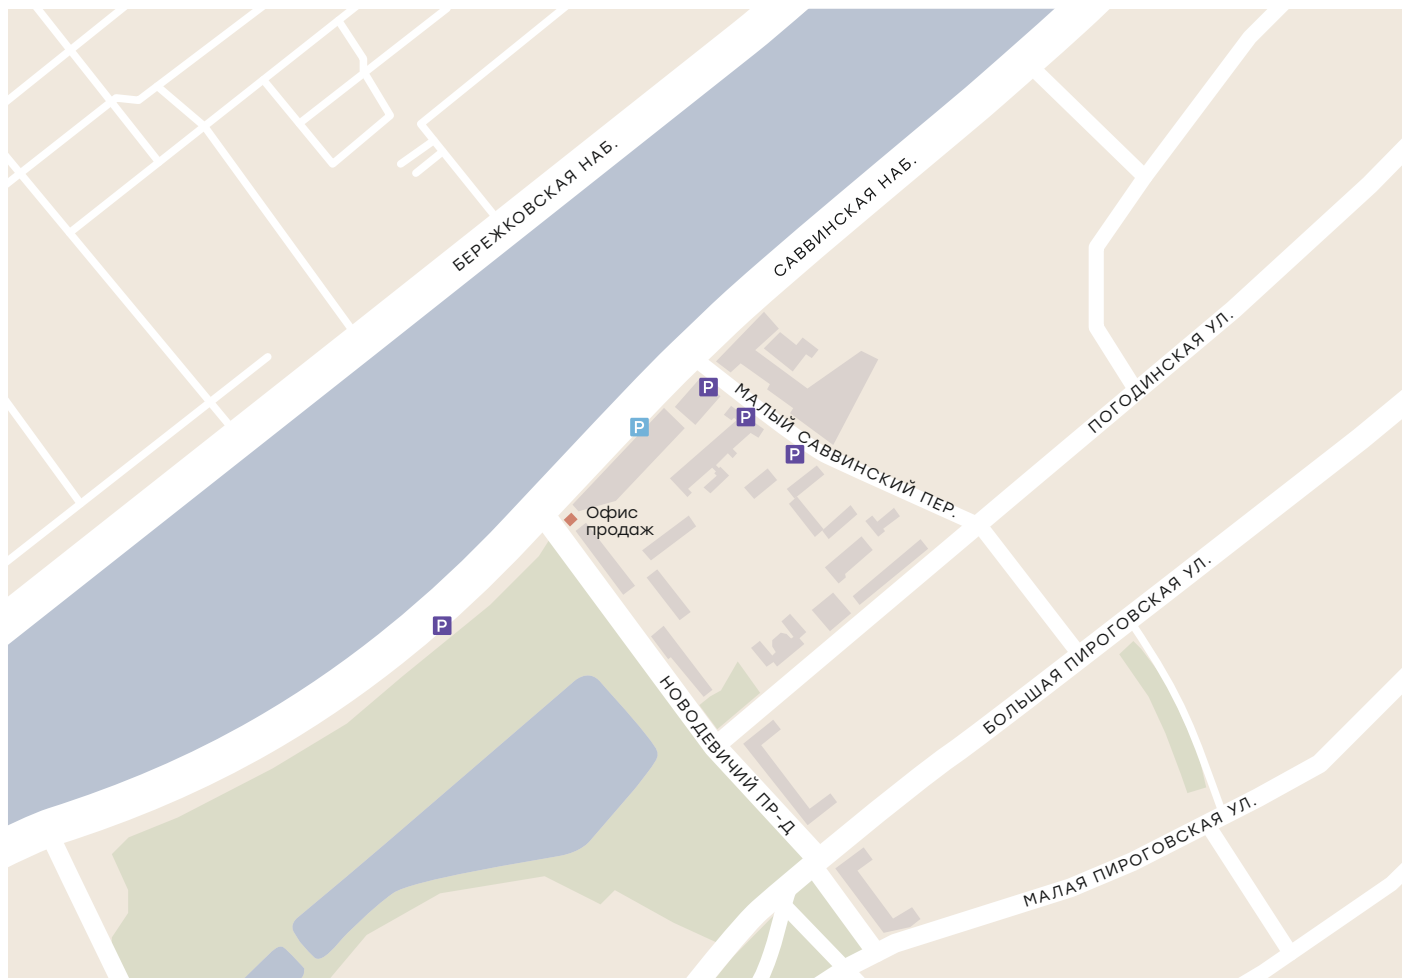 БЕРЕЖКОВСКАЯ НАБ.
САВВИНСКАЯ НАБ.
ПОГОДИНСКАЯ УЛ.
P
МАЛЫЙ САВВИНСКИЙ ПЕР.
P
P
P
Офис
продаж
P
БОЛЬШАЯ ПИРОГОВСКАЯ УЛ.
НОВОДЕВИЧИЙ ПР-Д
МАЛАЯ ПИРОГОВСКАЯ УЛ.